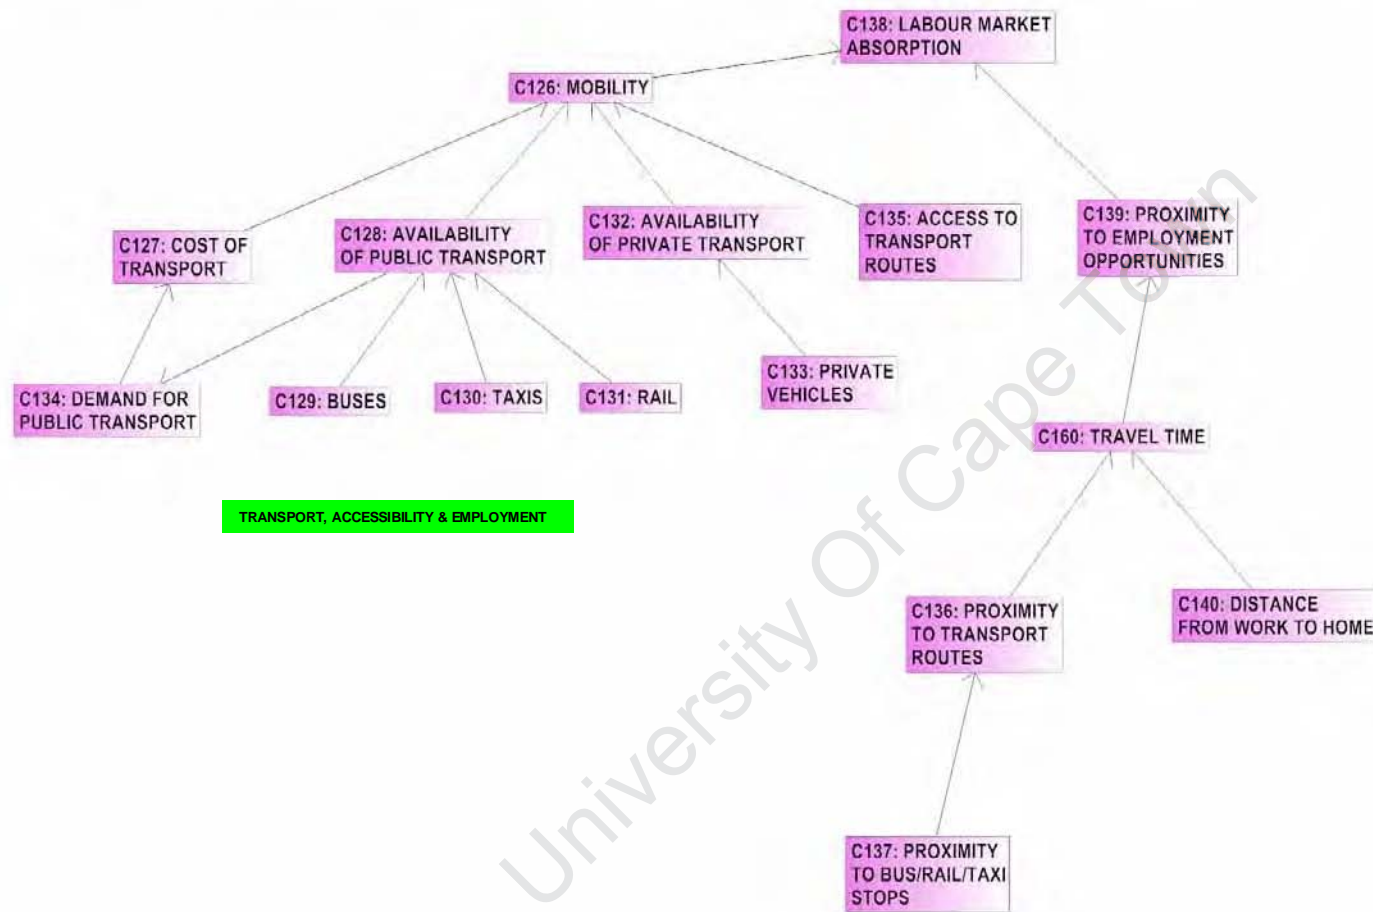 C138: LABOUR MARKET
ABSORPTION
C126: MOBILITY
C127: COST OF
TRANSPORT
C128: AVAILABILITY
OF PUBLIC TRANSPORT
C132: AVAILABILITY
OF PRIVATE TRANSPORT
C135: ACCESS TO
TRANSPORT
ROUTES
C139: PROXIMITY
TO EMPLOYMENT
OPPORTUNITIES
C134: DEMAND FOR
PUBLIC TRANSPORT
C129: BUSES
C130: TAXIS
C131: RAIL
C133: PRIVATE
VEHICLES
C160: TRAVEL TIME
TRANSPORT, ACCESSIBILITY & EMPLOYMENT
C136: PROXIMITY
TO TRANSPORT
ROUTES
C140: DISTANCE
FROM WORK TO HOME
C137: PROXIMITY
TO BUS/RAIL/TAXI
STOPS
University Of Cape Town